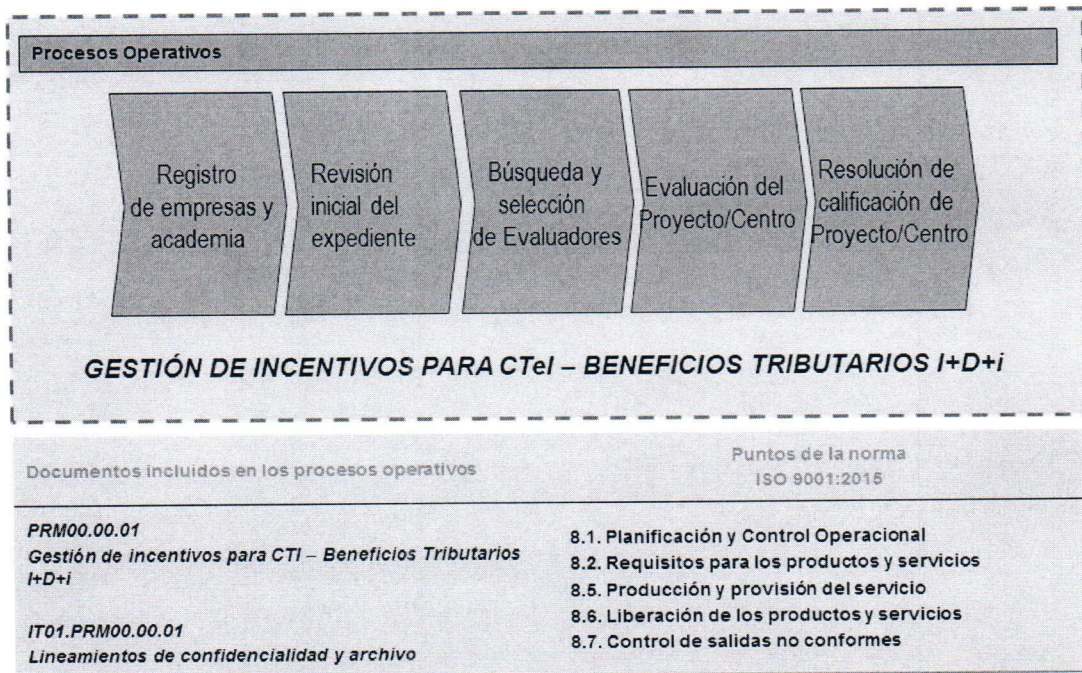 Procesos Operativos
Registro
de empresas y
academia
Revisión
inicial del
expediente
Búsqueda y
selección
de Evaluadores
Evaluación del
Proyecto/Centro
Resolución de
calificación de
Proyecto/Centro
GESTIÓN DE INCENTIVOS PARA CTeI – BENEFICIOS TRIBUTARIOS I+D+i
Documentos incluidos en los procesos operativos
Puntos de la norma
ISO 9001:2015
PRM00.00.01
Gestión de incentivos para CTI – Beneficios Tributarios
I+D+i
IT01.PRM00.00.01
Lineamientos de confidencialidad y archivo
8.1. Planificación y Control Operacional
8.2. Requisitos para los productos y servicios
8.5. Producción y provisión del servicio
8.6. Liberación de los productos y servicios
8.7. Control de salidas no conformes